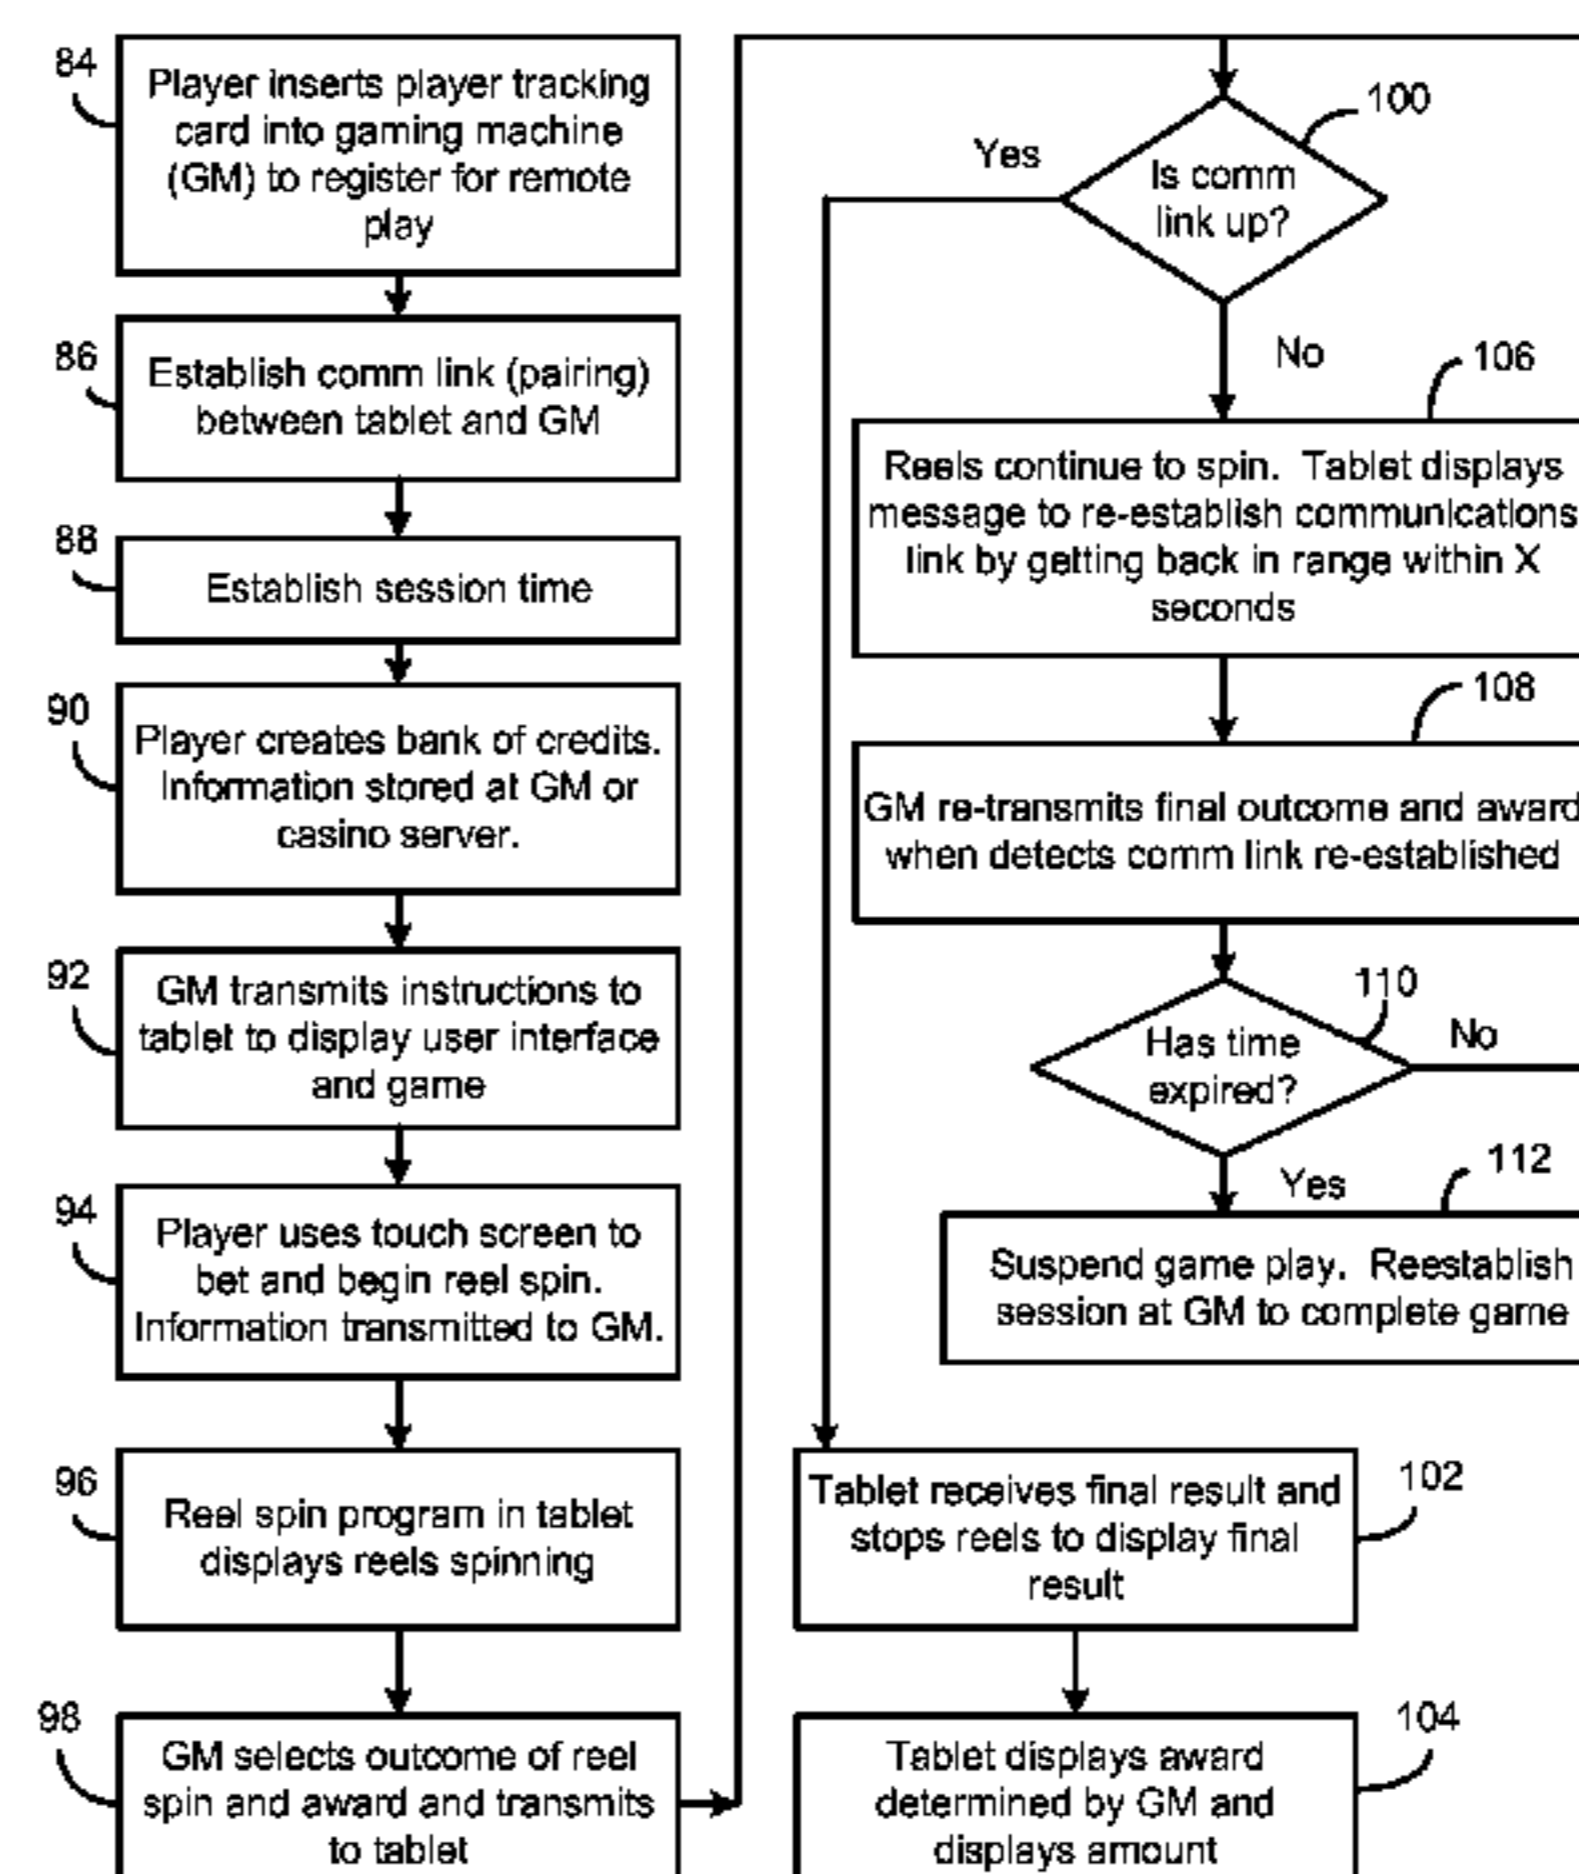 84
Player inserts player tracking
card into gaming machine
(GM) to register for remote
play
86
Establish comm link (pairing)
between tablet and GM
88
Establish session time
90
Player creates bank of credits.
Information stored at GM or
casino server.
92
GM transmits instructions to
tablet to display user interface
and game
94
Player uses touch screen to
bet and begin reel spin.
Information transmitted to GM.
96
Reel spin program in tablet
displays reels spinning
98
GM selects outcome of reel
spin and award and transmits
to tablet
100
Is comm
link up?
Yes
No
106
Reels continue to spin. Tablet displays
message to re-establish communications
link by getting back in range within X
seconds
108
GM re-transmits final outcome and award
when detects comm link re-established
110
Has time
expired?
No
Yes
112
Suspend game play. Reestablish
session at GM to complete game
102
Tablet receives final result and
stops reels to display final
result
104
Tablet displays award
determined by GM and
displays amount